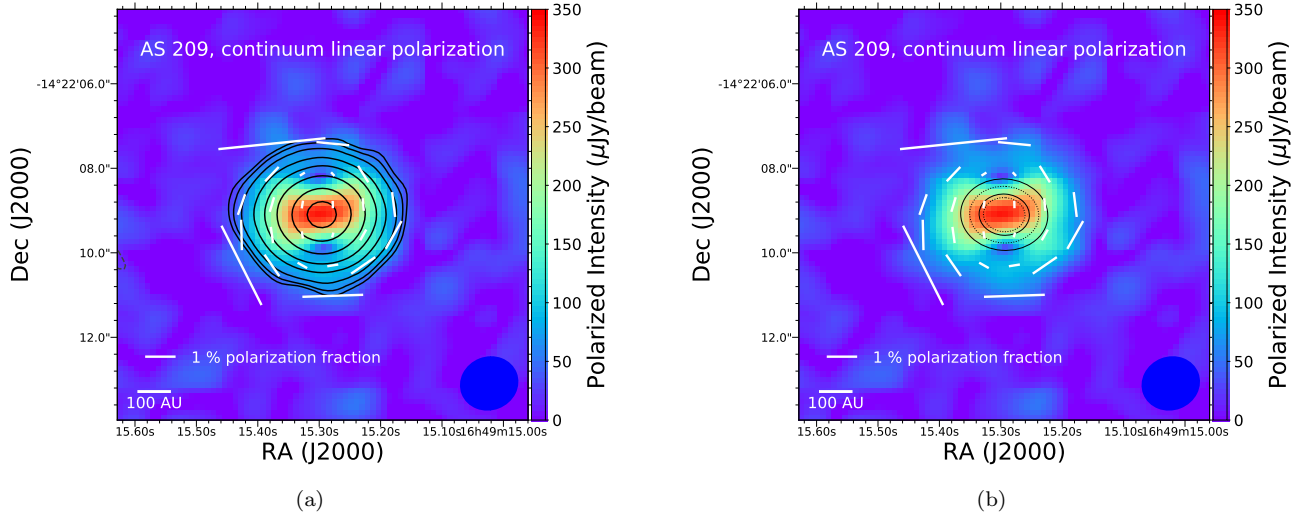 AS 209, continuum linear polarization
-14°22'06.0"
08.0"
10.0"
12.0"
Dec (J2000)
1 % polarization fraction
100 AU
15.60s 15.50s 15.40s 15.30s 15.20s 15.10s 16h49m15.00s
RA (J2000)
350
300
250
200
150
100
50
0
Polarized Intensity (μJy/beam)
(a)
AS 209, continuum linear polarization
-14°22'06.0"
08.0"
10.0"
12.0"
Dec (J2000)
1 % polarization fraction
100 AU
15.60s 15.50s 15.40s 15.30s 15.20s 15.10s 16h49m15.00s
RA (J2000)
350
300
250
200
150
100
50
0
Polarized Intensity (μJy/beam)
(b)